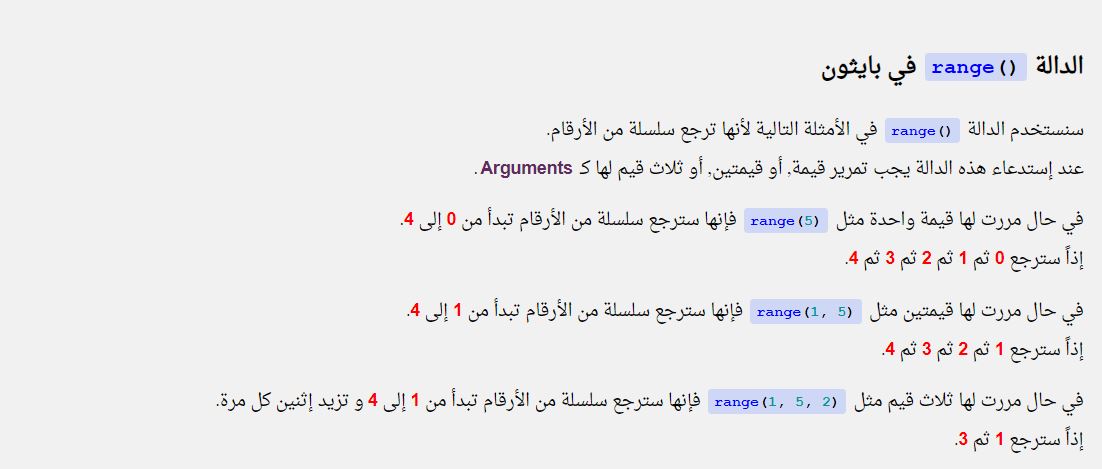 الدالة range() في بايثون
سنستخدم الدالة range() في الأمثلة التالية لأنها ترجع سلسلة من الأرقام.
عند إستدعاء هذه الدالة يجب تمرير قيمة, أو قيمتين, أو ثلاث قيم لها كـ Arguments.
في حال مررت لها قيمة واحدة مثل range(5) فإنها سترجع سلسلة من الأرقام تبدأ من 0 إلى 4.
إذاً سترجع 0 ثم 1 ثم 2 ثم 3 ثم 4.
في حال مررت لها قيمتين مثل range(1, 5) فإنها سترجع سلسلة من الأرقام تبدأ من 1 إلى 4.
إذاً سترجع 1 ثم 2 ثم 3 ثم 4.
في حال مررت لها ثلاث قيم مثل range(1, 5, 2) فإنها سترجع سلسلة من الأرقام تبدأ من 1 إلى 4 و تزيد إثنين كل مرة.
إذاً سترجع 1 ثم 3.